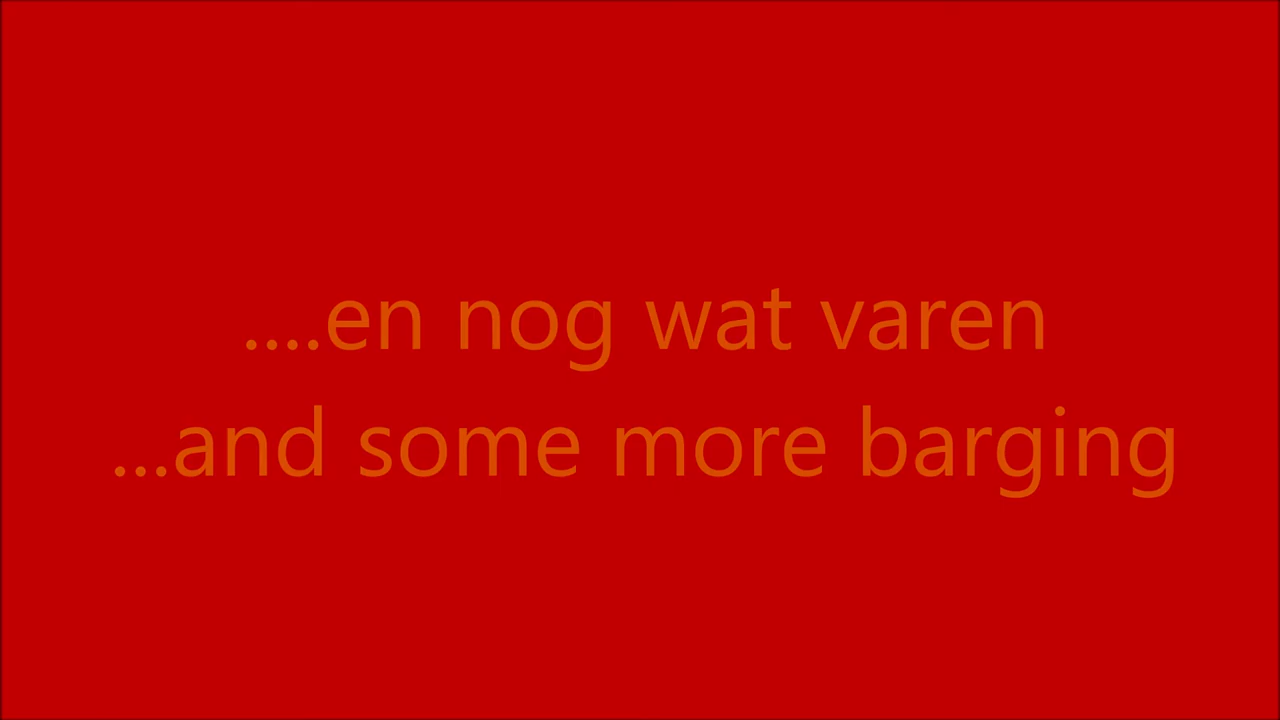 ....en nog wat varen
...and some more barging